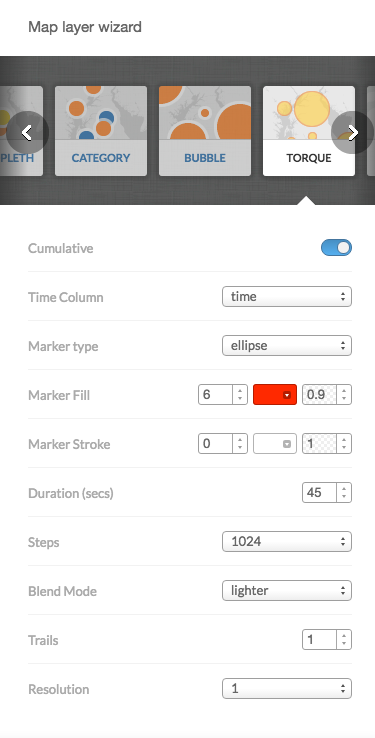 Map layer wizard
PLETH CATEGORY BUBBLE TORQUE
Cumulative
Time Column time
Marker type ellipse
Marker Fill 6 0.9
Marker Stroke 0 1
Duration (secs) 45
Steps 1024
Blend Mode lighter
Trails 1
Resolution 1